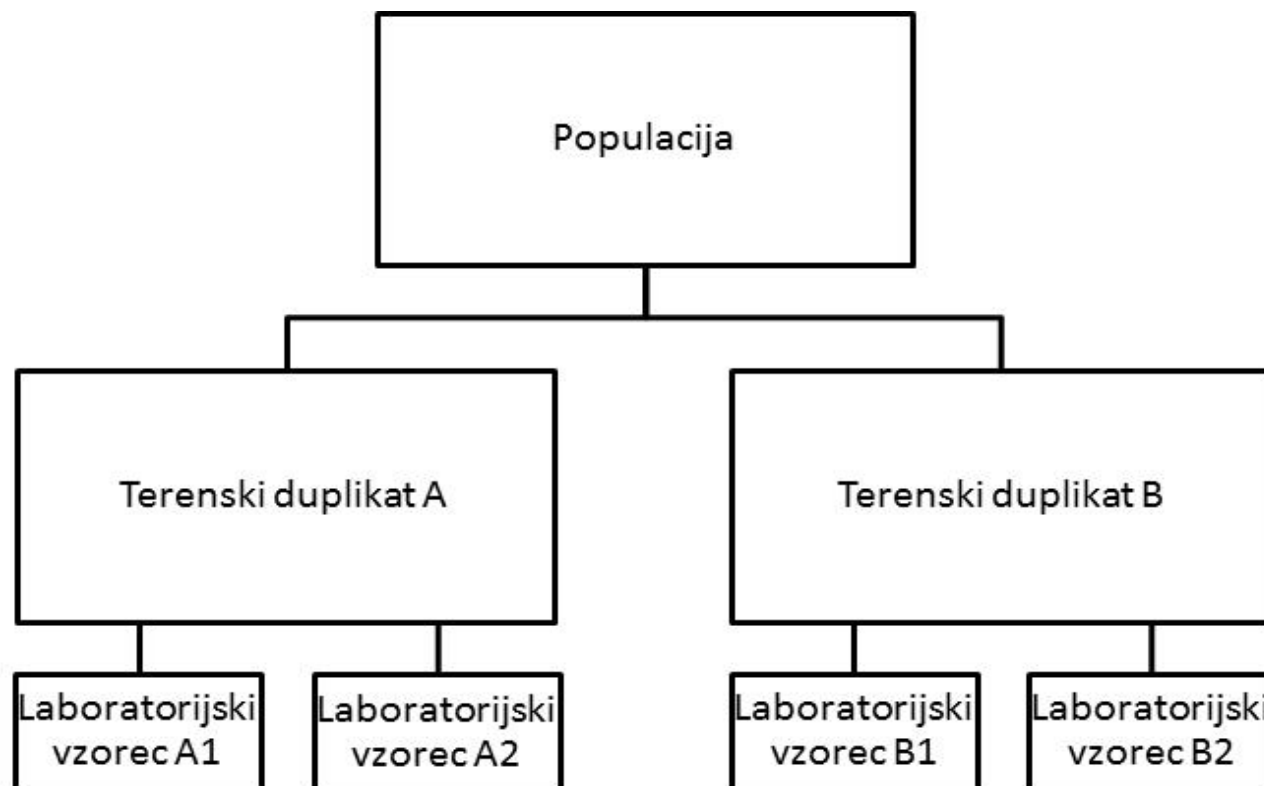 Populacija
Terenski duplikat A
Terenski duplikat B
Laboratorijski
vzorec A1
Laboratorijski
vzorec A2
Laboratorijski
vzorec B1
Laboratorijski
vzorec B2